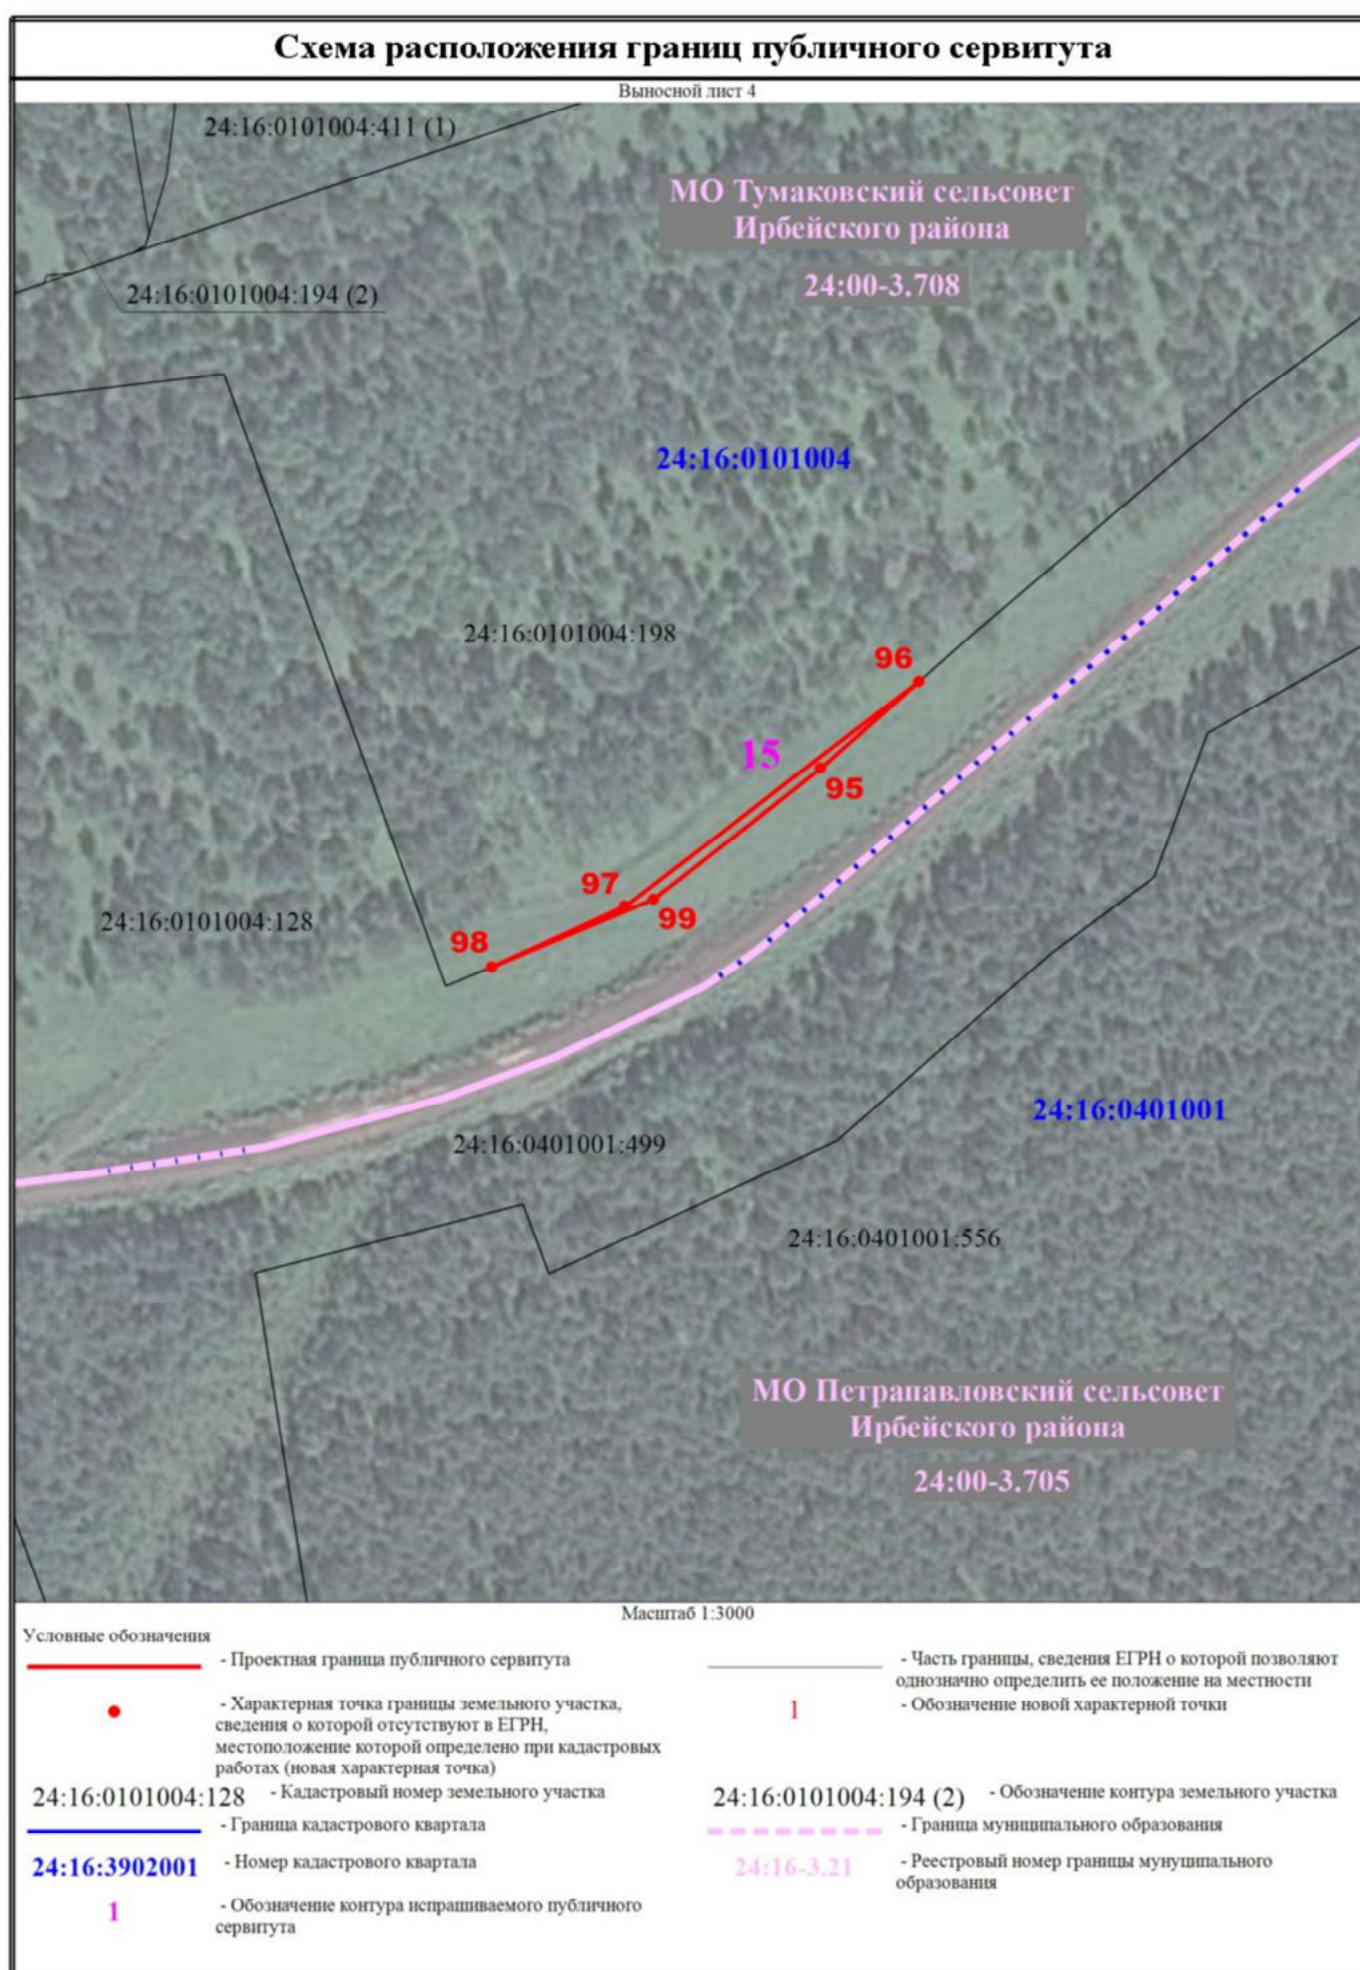 Схема расположения границ публичного сервитута
Выносной лист 4
24:16:0101004:411 (1)
МО Тумаковский сельсовет
Ирбейского района
24:00-3.708
24:16:0101004:194 (2)
24:16:0101004
24:16:0101004:198
96
15
95
97
99
24:16:0101004:128
98
24:16:0401001
24:16:0401001:499
24:16:0401001:556
МО Петрапавловский сельсовет
Ирбейского района
24:00-3.705
Масштаб 1:3000
Условные обозначения
- Проектная граница публичного сервитута
- Часть границы, сведения ЕГРН о которой позволяют
однозначно определить ее положение на местности
- Характерная точка границы земельного участка,
сведения о которой отсутствуют в ЕГРН,
местоположение которой определено при кадастровых
работах (новая характерная точка)
1 - Обозначение новой характерной точки
24:16:0101004:128 - Кадастровый номер земельного участка
24:16:0101004:194 (2) - Обозначение контура земельного участка
- Граница кадастрового квартала
- Граница муниципального образования
24:16:3902001 - Номер кадастрового квартала
24:16-3.21 - Реестровый номер границы мунуципального
образования
1 - Обозначение контура испрашиваемого публичного
сервитута